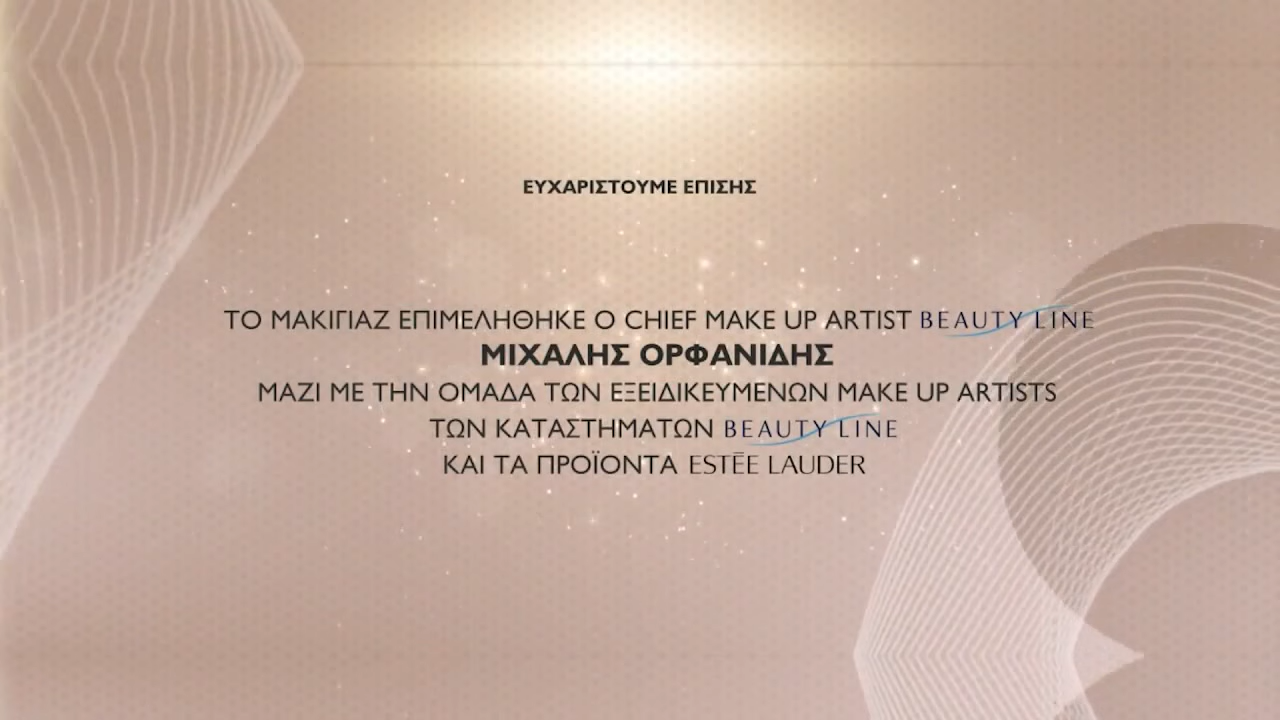 ΕΥΧΑΡΙΣΤΟΥΜΕ ΕΠΙΣΗΣ
ΤΟ ΜΑΚΙΓΙΑΖ ΕΠΙΜΕΛΗΘΗΚΕ Ο CHIEF MAKE UP ARTIST BEAUTY LINE
ΜΙΧΑΛΗΣ ΟΡΦΑΝΙΔΗΣ
ΜΑΖΙ ΜΕ ΤΗΝ ΟΜΑΔΑ ΤΩΝ ΕΞΕΙΔΙΚΕΥΜΕΝΩΝ MAKE UP ARTISTS
ΤΩΝ ΚΑΤΑΣΤΗΜΑΤΩΝ BEAUTY LINE
ΚΑΙ ΤΑ ΠΡΟΪΟΝΤΑ ESTĒE LAUDER